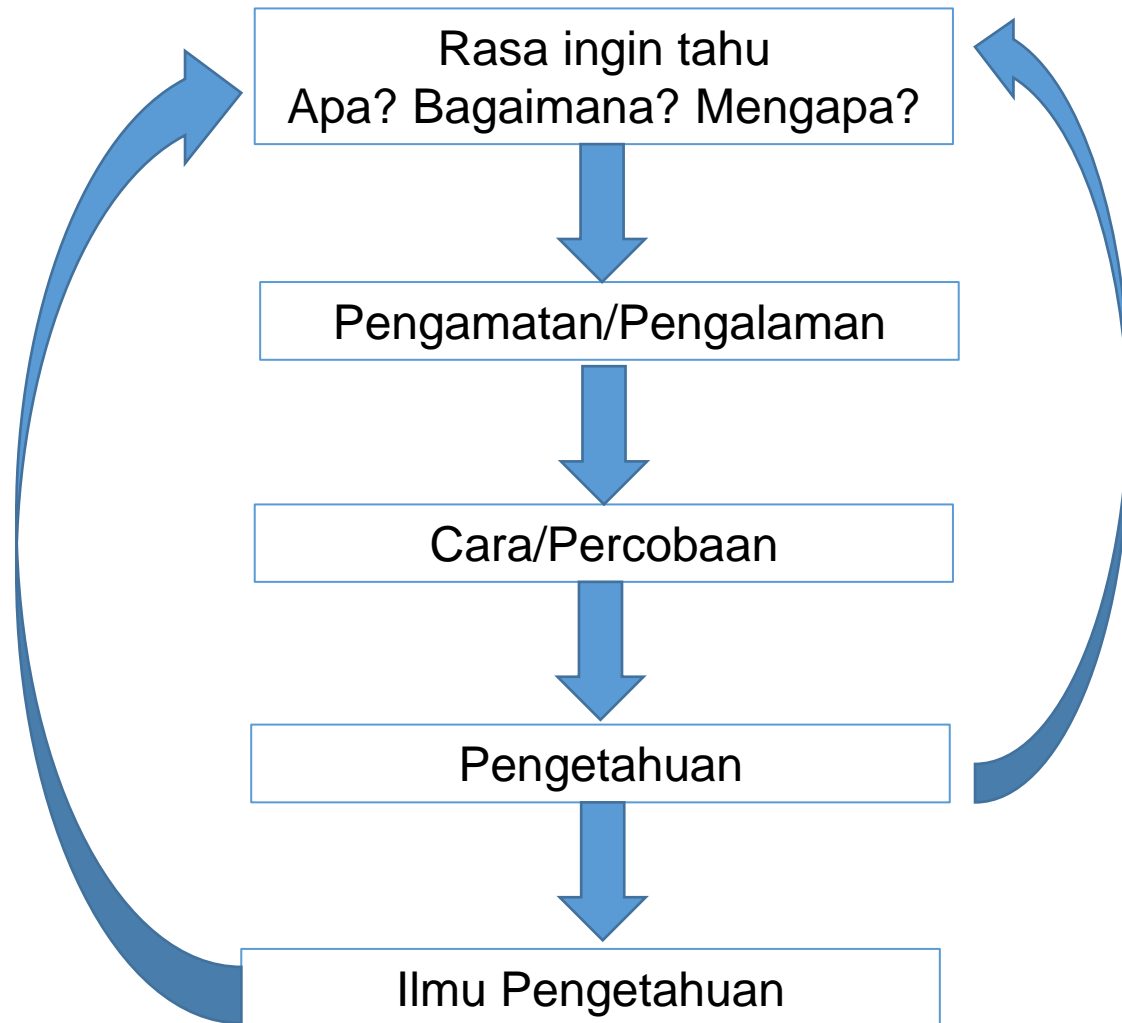 Rasa ingin tahu
Apa? Bagaimana? Mengapa?
Pengamatan/Pengalaman
Cara/Percobaan
Pengetahuan
Ilmu Pengetahuan